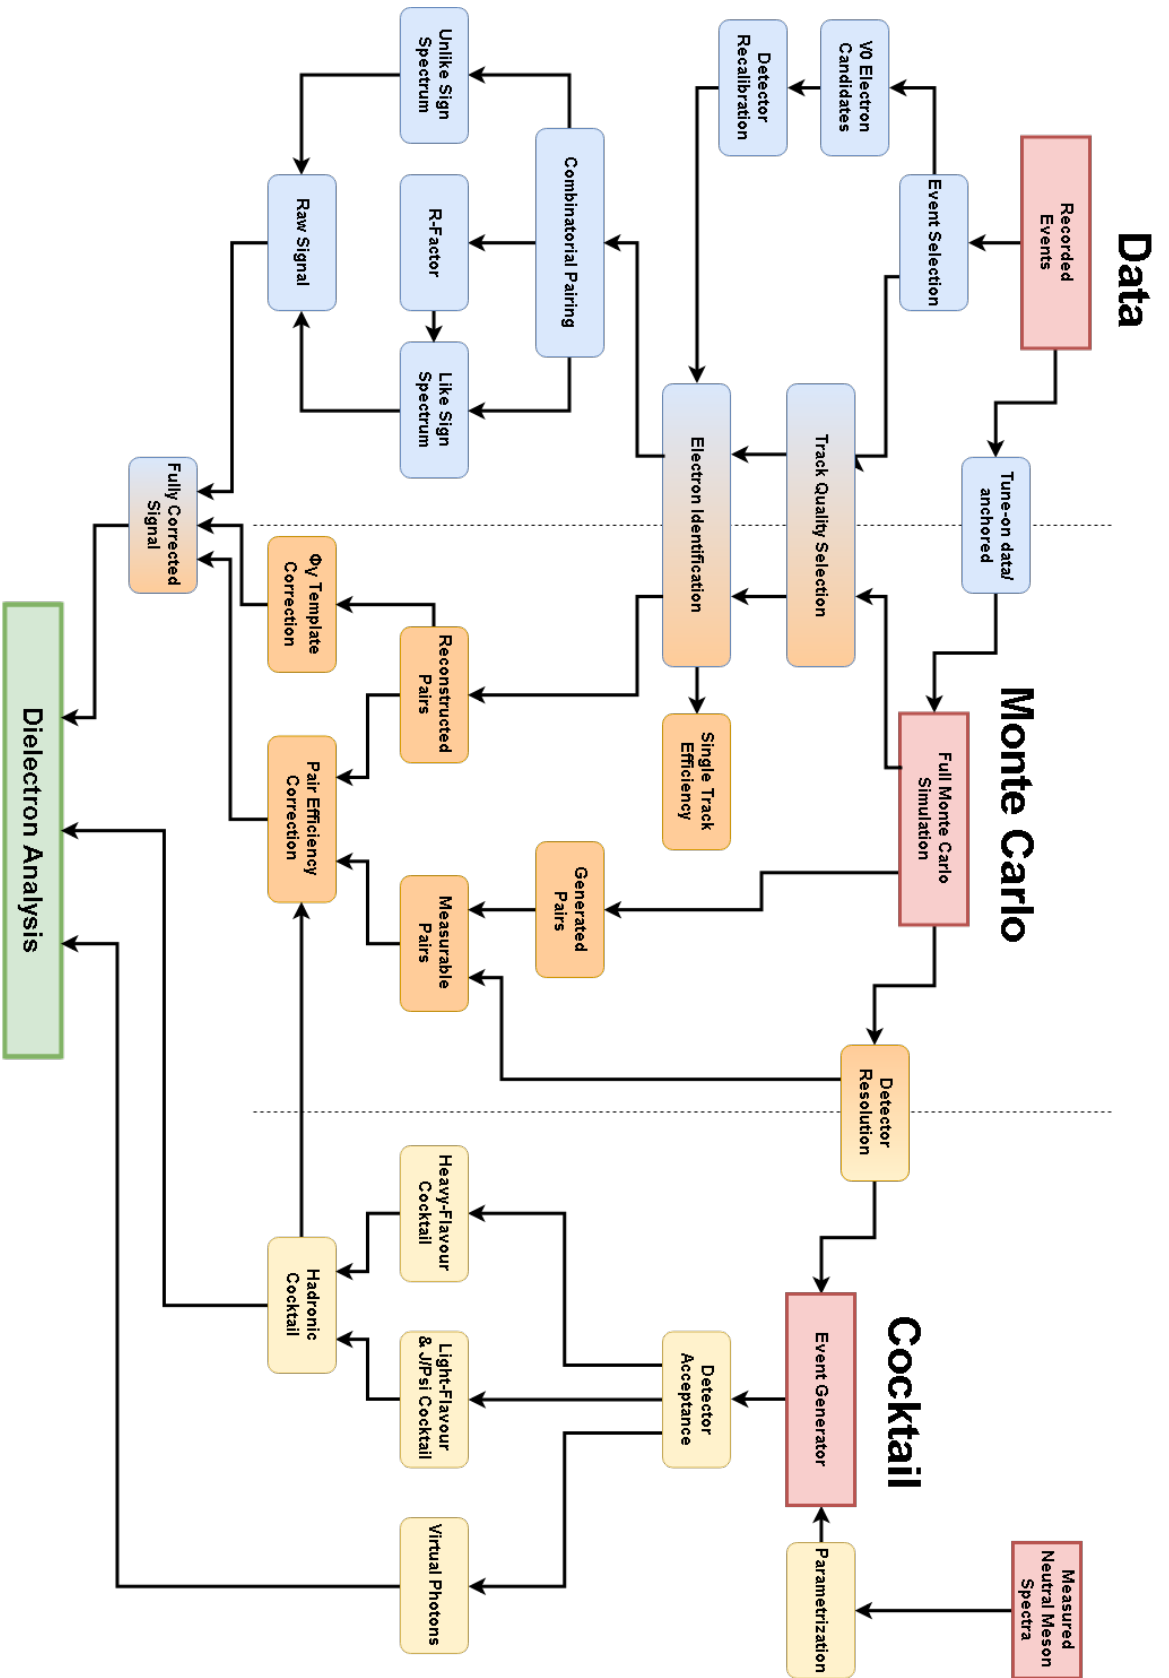 Data
Monte Carlo
Cocktail
Recorded
Events
Measured
Neutral Meson
Spectra
Tune-on data/
anchored
Event Selection
Full Monte Carlo
Simulation
V0 Electron
Candidates
Detector
Resolution
Detector
Recalibration
Track Quality Selection
Event Generator
Parametrization
Electron Identification
Single Track
Efficiency
Detector
Acceptance
Combinatorial Pairing
Generated
Pairs
Unlike Sign
Spectrum
R-Factor
Like Sign
Spectrum
Reconstructed
Pairs
Measurable
Pairs
Heavy-Flavour
Cocktail
Light-Flavour
& J/Psi Cocktail
Virtual Photons
Raw Signal
ΦV Template
Correction
Pair Efficiency
Correction
Hadronic
Cocktail
Fully Corrected
Signal
Dielectron Analysis